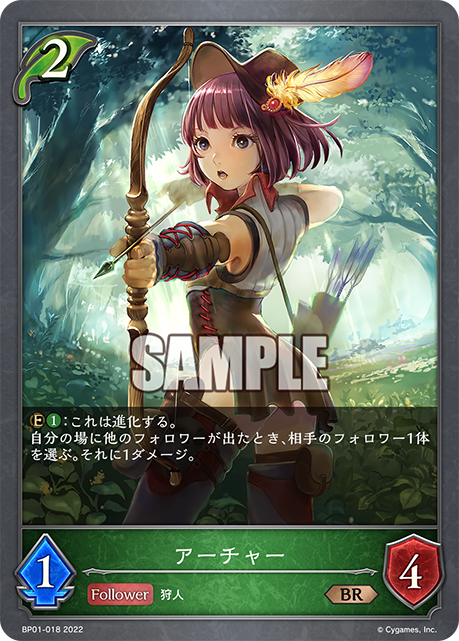 2
SAMPLE
E 1：これは進化する。
自分の場に他のフォロワーが出たとき、相手のフォロワー1体
を選ぶ。それに1ダメージ。
アーチャー
1
Follower 狩人
BR
4
BP01-018 2022
© Cygames, Inc.